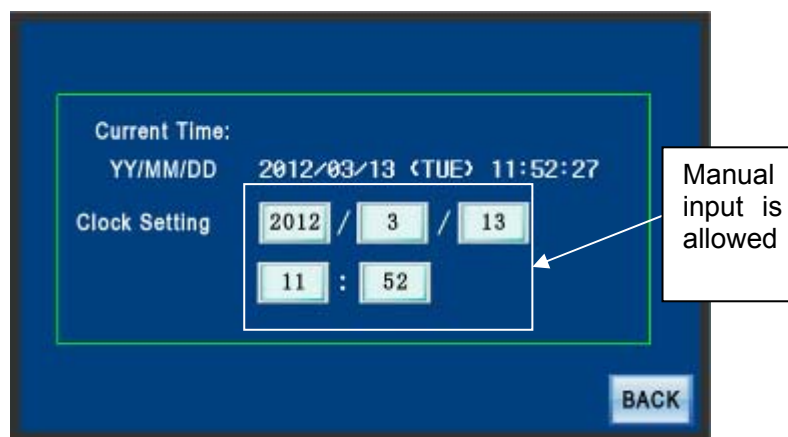 Current Time:
YY/MM/DD 2012/03/13 (TUE) 11:52:27
Clock Setting 2012 / 3 / 13
11 : 52
Manual
input is
allowed
BACK